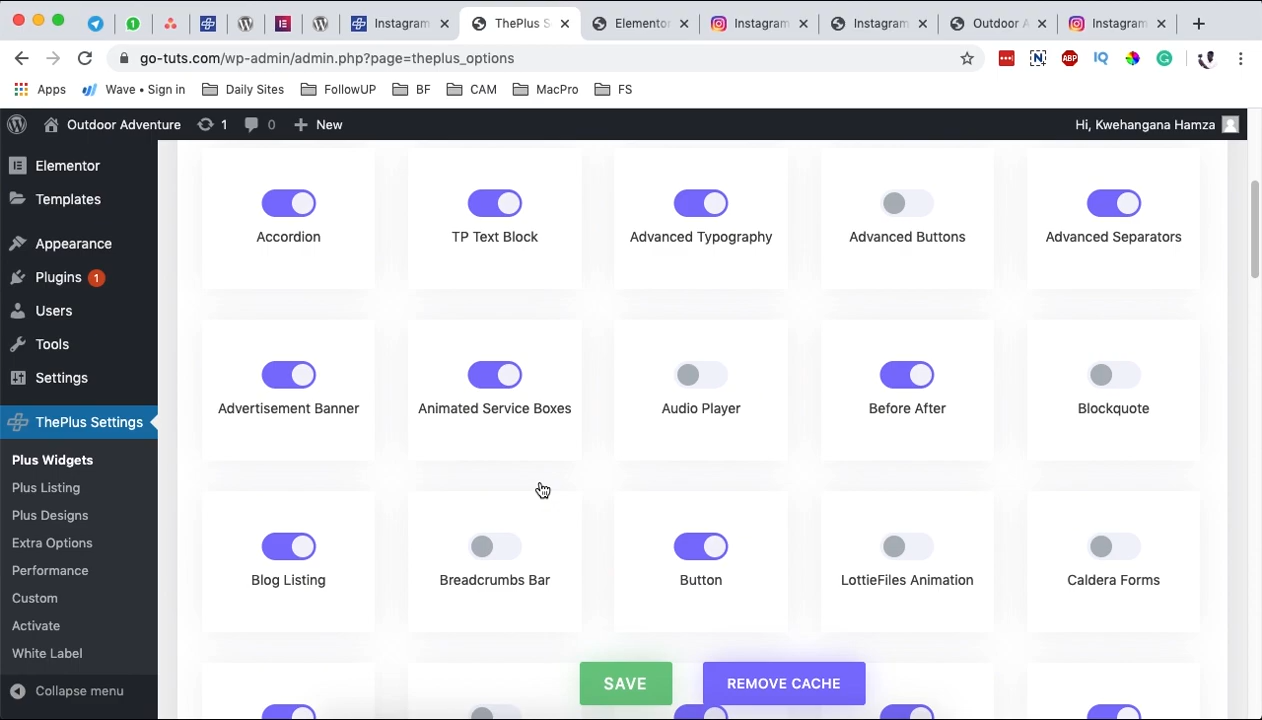 Instagram
ThePlus S
Elementor
Instagram
Instagram
Outdoor A
Instagram
go-tuts.com/wp-admin/admin.php?page=theplus_options
ABP
IQ
Apps
Wave • Sign in
Daily Sites
FollowUP
BF
CAM
MacPro
FS
Outdoor Adventure
1
0
New
Hi, Kwehangana Hamza
Elementor
Templates
Appearance
Plugins 1
Users
Tools
Settings
ThePlus Settings
Plus Widgets
Plus Listing
Plus Designs
Extra Options
Performance
Custom
Activate
White Label
Collapse menu
Accordion
TP Text Block
Advanced Typography
Advanced Buttons
Advanced Separators
Advertisement Banner
Animated Service Boxes
Audio Player
Before After
Blockquote
Blog Listing
Breadcrumbs Bar
Button
LottieFiles Animation
Caldera Forms
SAVE
REMOVE CACHE